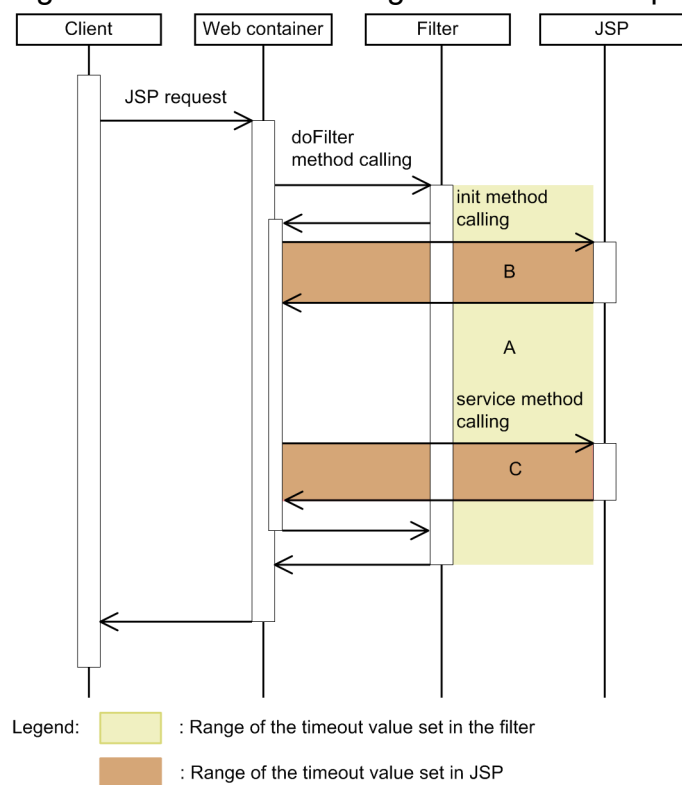 Client
Web container
Filter
JSP
JSP request
doFilter
method calling
init method
calling
B
A
service method
calling
C
Legend:
: Range of the timeout value set in the filter
: Range of the timeout value set in JSP